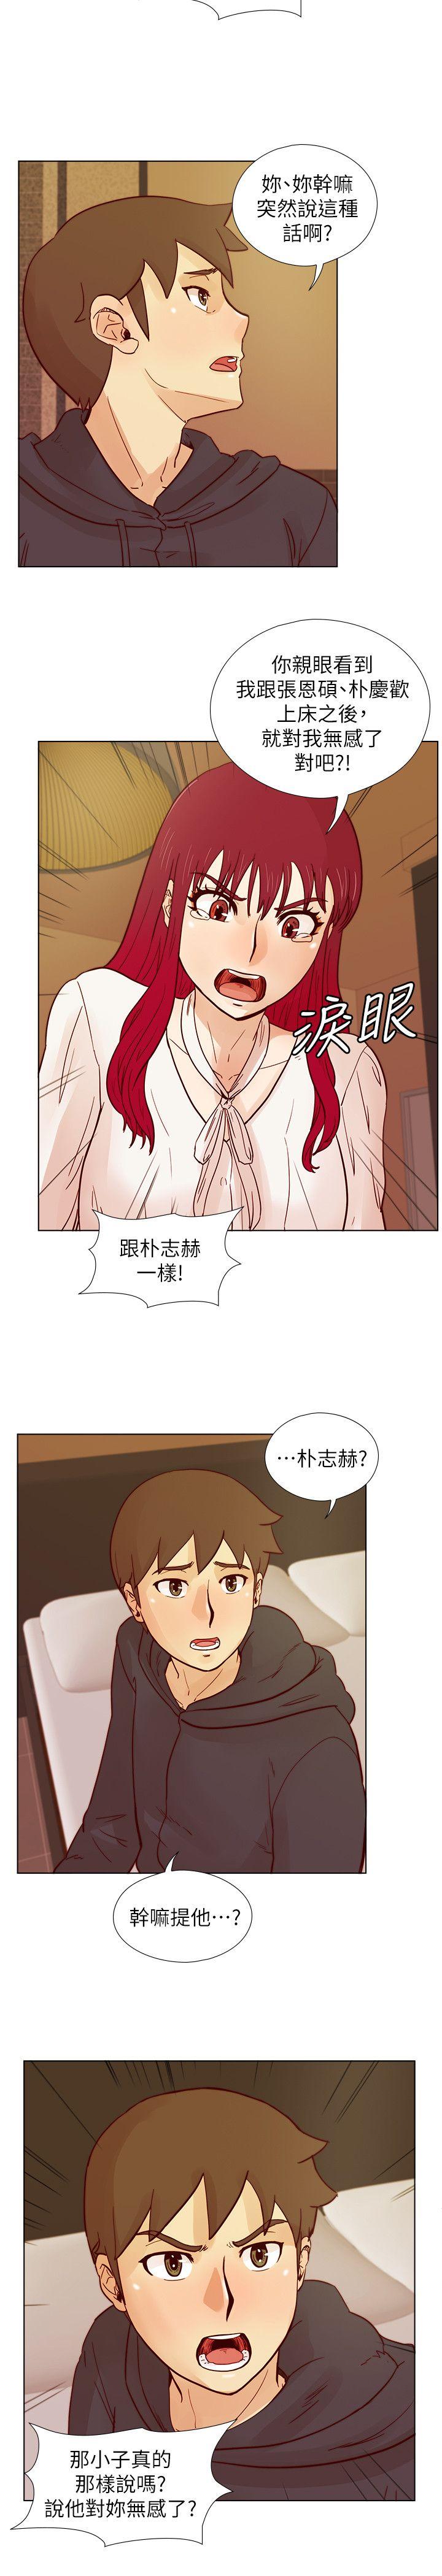 妳、妳幹嘛
突然說這種
話啊?
你親眼看到
我跟張恩碩、朴慶歡
上床之後,
就對我無感了
對吧?!
淚眼
跟朴志赫
一樣!
…朴志赫?
幹嘛提他…?
那小子真的
那樣說嗎?
說他對妳無感了?